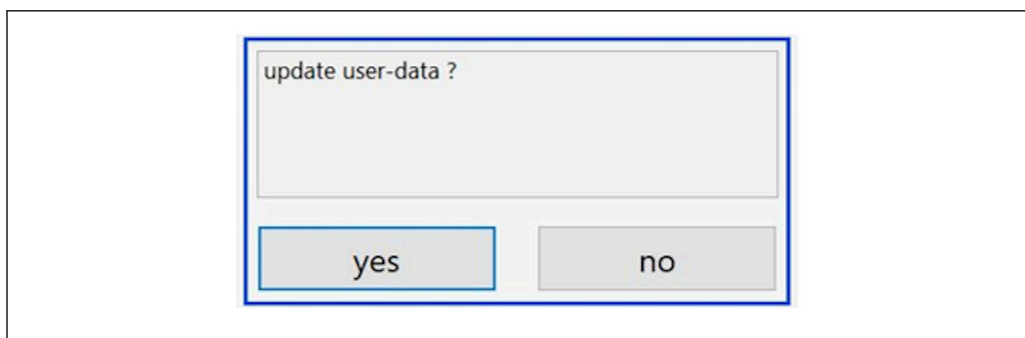 update user-data ?
yes
no